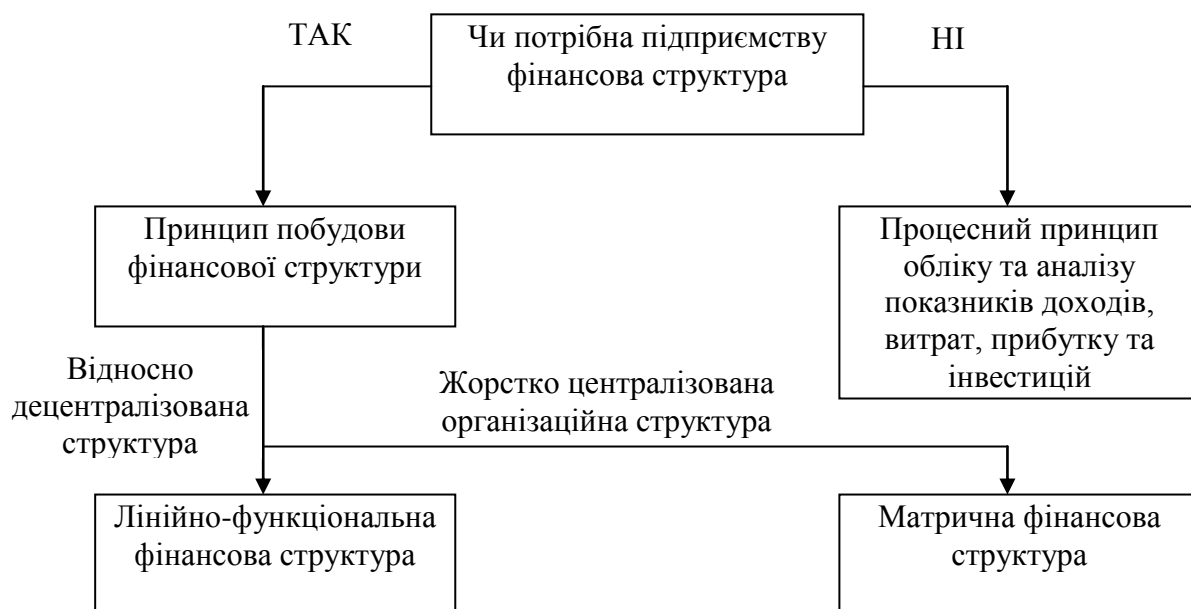 ТАК
Чи потрібна підприємству
фінансова структура
НІ
Принцип побудови
фінансової структури
Процесний принцип
обліку та аналізу
показників доходів,
витрат, прибутку та
інвестицій
Відносно
децентралізована
структура
Жорстко централізована
організаційна структура
Лінійно-функціональна
фінансова структура
Матрична фінансова
структура